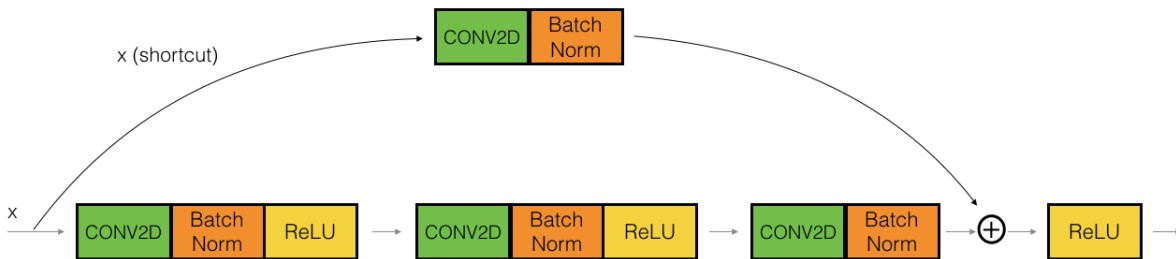 CONV2D
Batch
Norm
x (shortcut)
x
CONV2D
Batch
Norm
ReLU
CONV2D
Batch
Norm
ReLU
CONV2D
Batch
Norm
ReLU